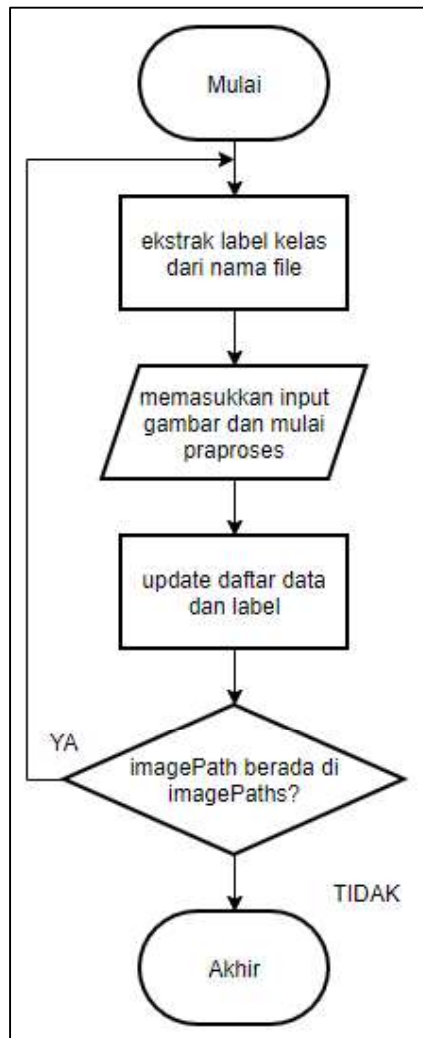 Mulai
ekstrak label kelas
dari nama file
memasukkan input
gambar dan mulai
praproses
update daftar data
dan label
YA
imagePath berada di
imagePaths?
TIDAK
Akhir